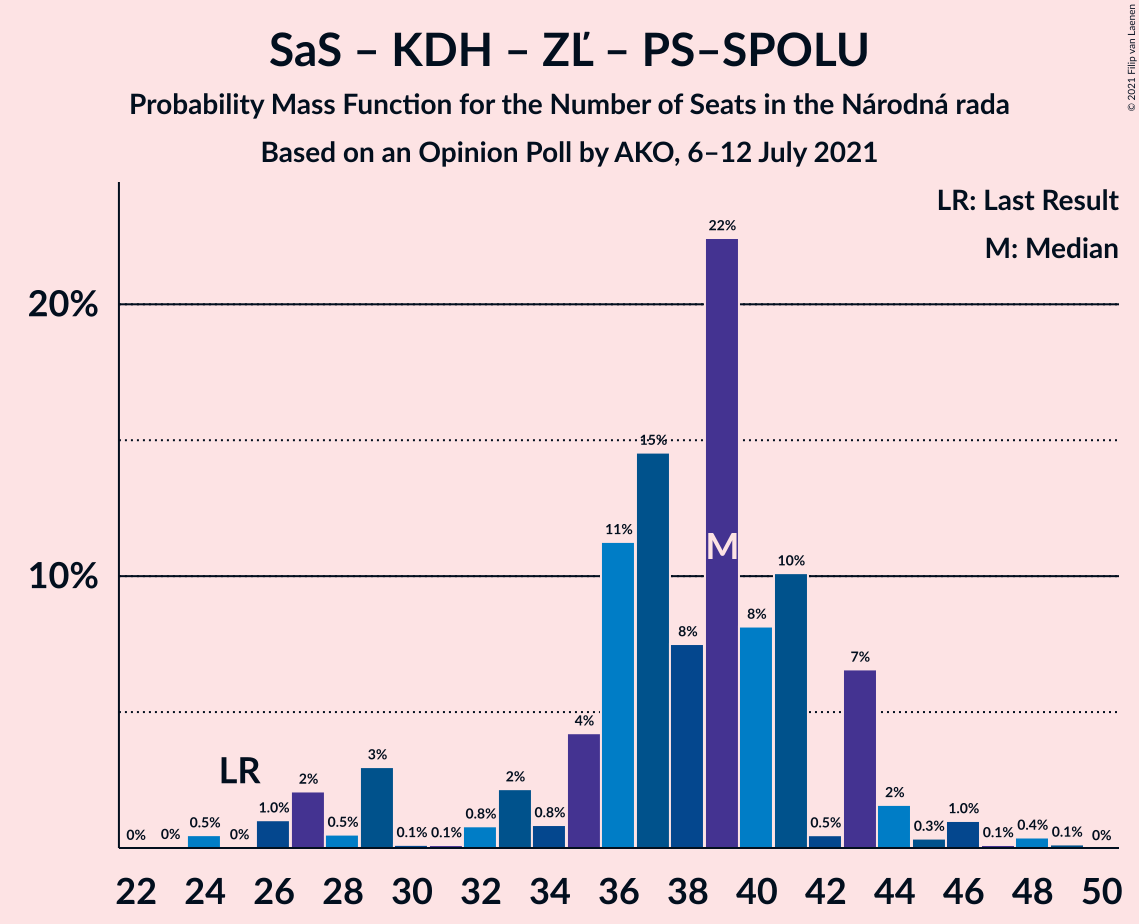 SaS – KDH – ZĽ – PS–SPOLU
Probability Mass Function for the Number of Seats in the Národná rada
Based on an Opinion Poll by AKO, 6–12 July 2021
© 2021 Filip van Laenen
LR: Last Result
M: Median
20%
10%
0% 0% 0.5% 0% 1.0% 2% 0.5% 3% 0.1% 0.1% 0.8% 2% 0.8% 4% 11% 15% 8% 22% 8% 10% 0.5% 7% 2% 0.3% 1.0% 0.1% 0.4% 0.1% 0%
LR
M
22 24 26 28 30 32 34 36 38 40 42 44 46 48 50